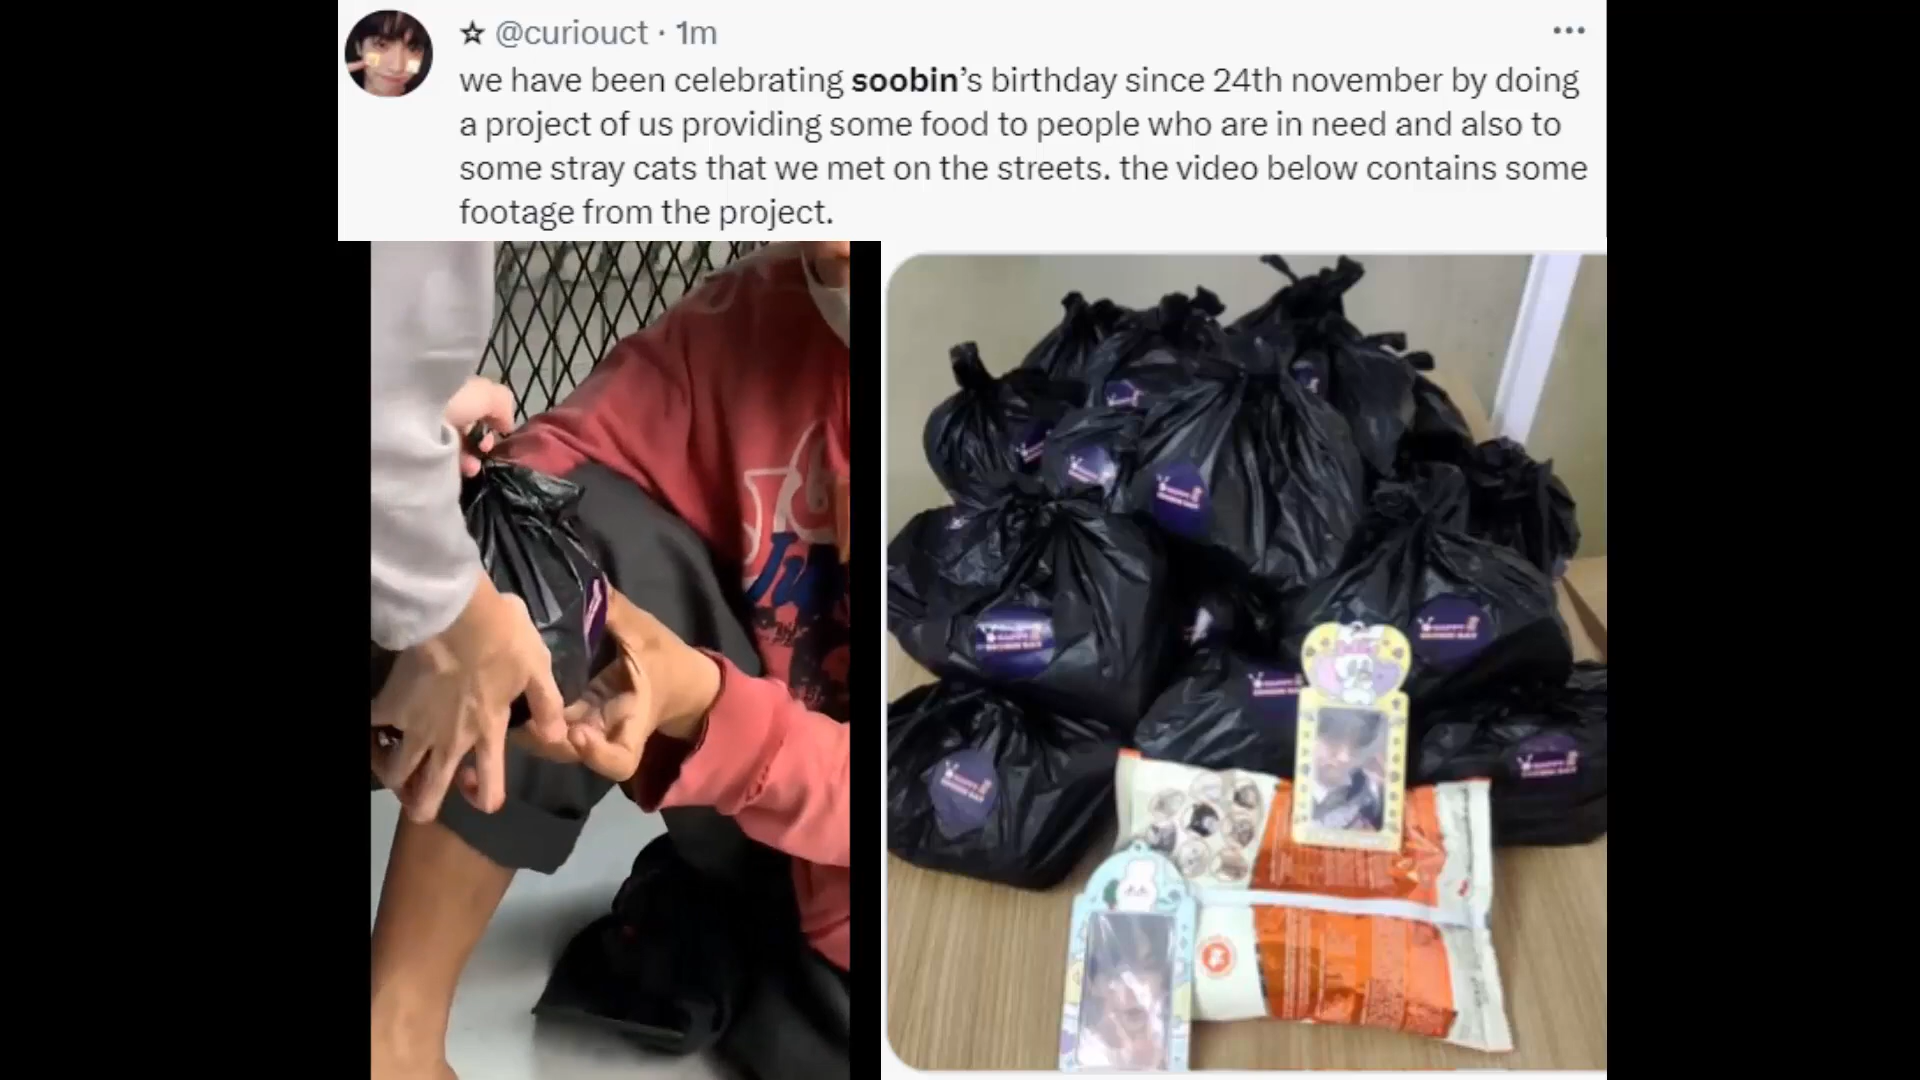 ☆ @curiouct · 1m
we have been celebrating soobin’s birthday since 24th november by doing
a project of us providing some food to people who are in need and also to
some stray cats that we met on the streets. the video below contains some
footage from the project.